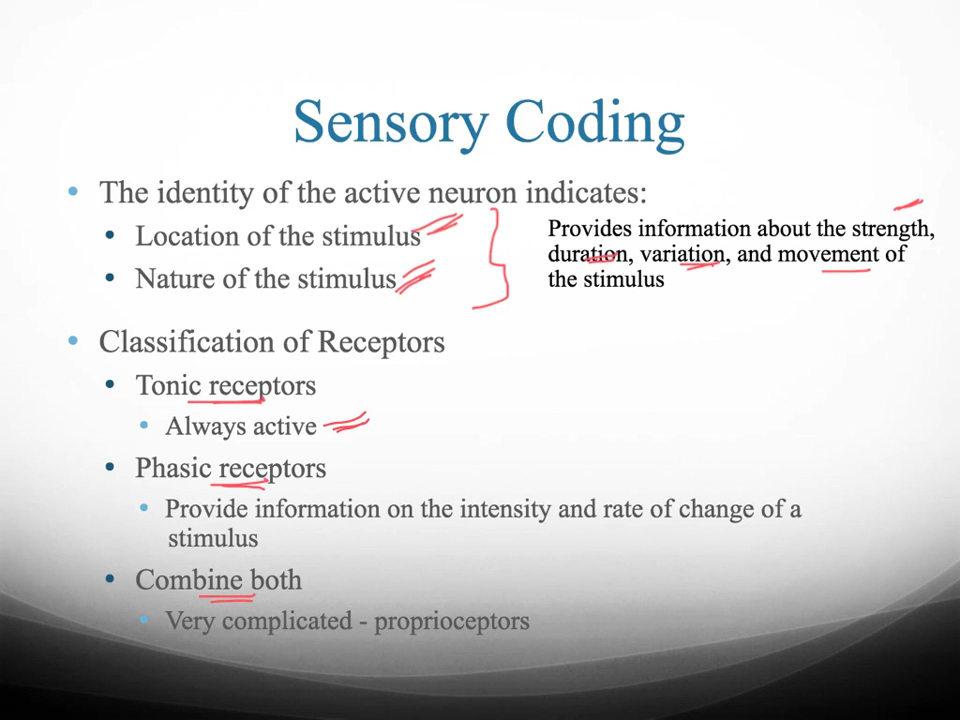 Sensory Coding
• The identity of the active neuron indicates:
• Location of the stimulus
• Nature of the stimulus
Provides information about the strength,
duration, variation, and movement of
the stimulus
• Classification of Receptors
• Tonic receptors
• Always active
• Phasic receptors
• Provide information on the intensity and rate of change of a
stimulus
• Combine both
• Very complicated - proprioceptors